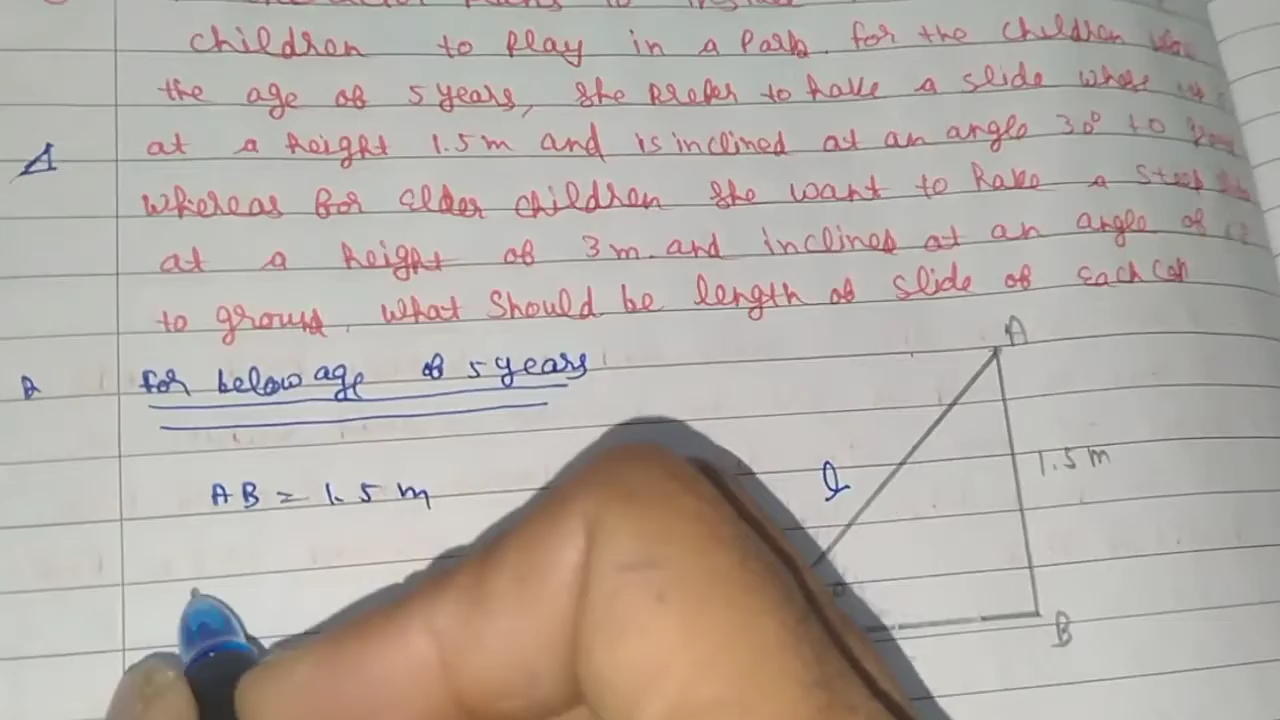 children to play in a Park. for the children
the age of 5 years, she prefer to have a slide whose
at a height 1.5 m and is inclined at an angle 30° to
whereas for elder children she want to have a
at a height of 3 m. and inclined at an angle of
to ground. what should be length of slide of each
for below age of 5 years
A
l
1.5 m
AB = 1.5 m
B